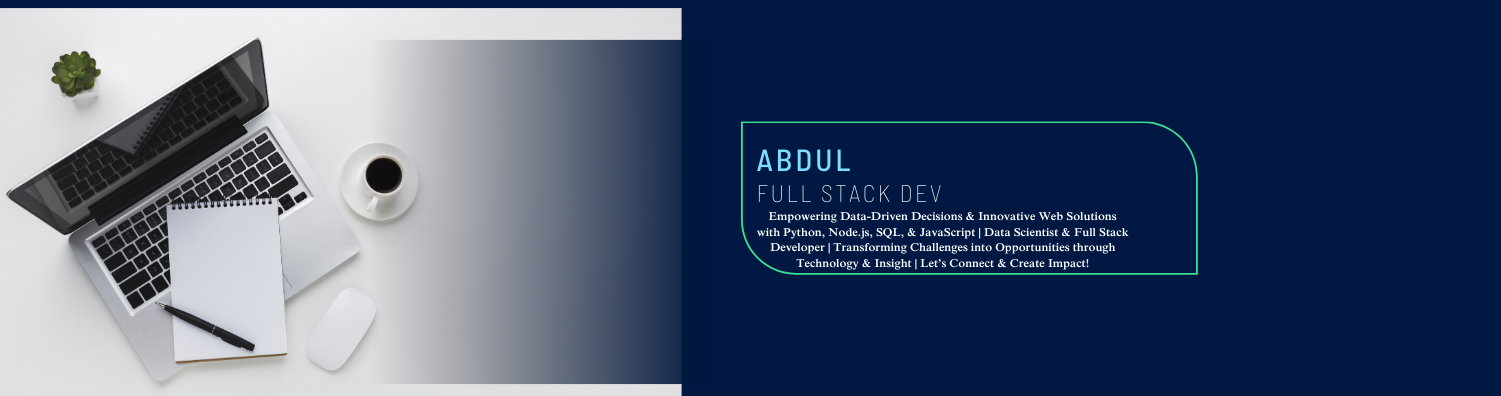 ABDUL
FULL STACK DEV
Empowering Data-Driven Decisions & Innovative Web Solutions
with Python, Node.js, SQL, & JavaScript | Data Scientist & Full Stack
Developer | Transforming Challenges into Opportunities through
Technology & Insight | Let’s Connect & Create Impact!